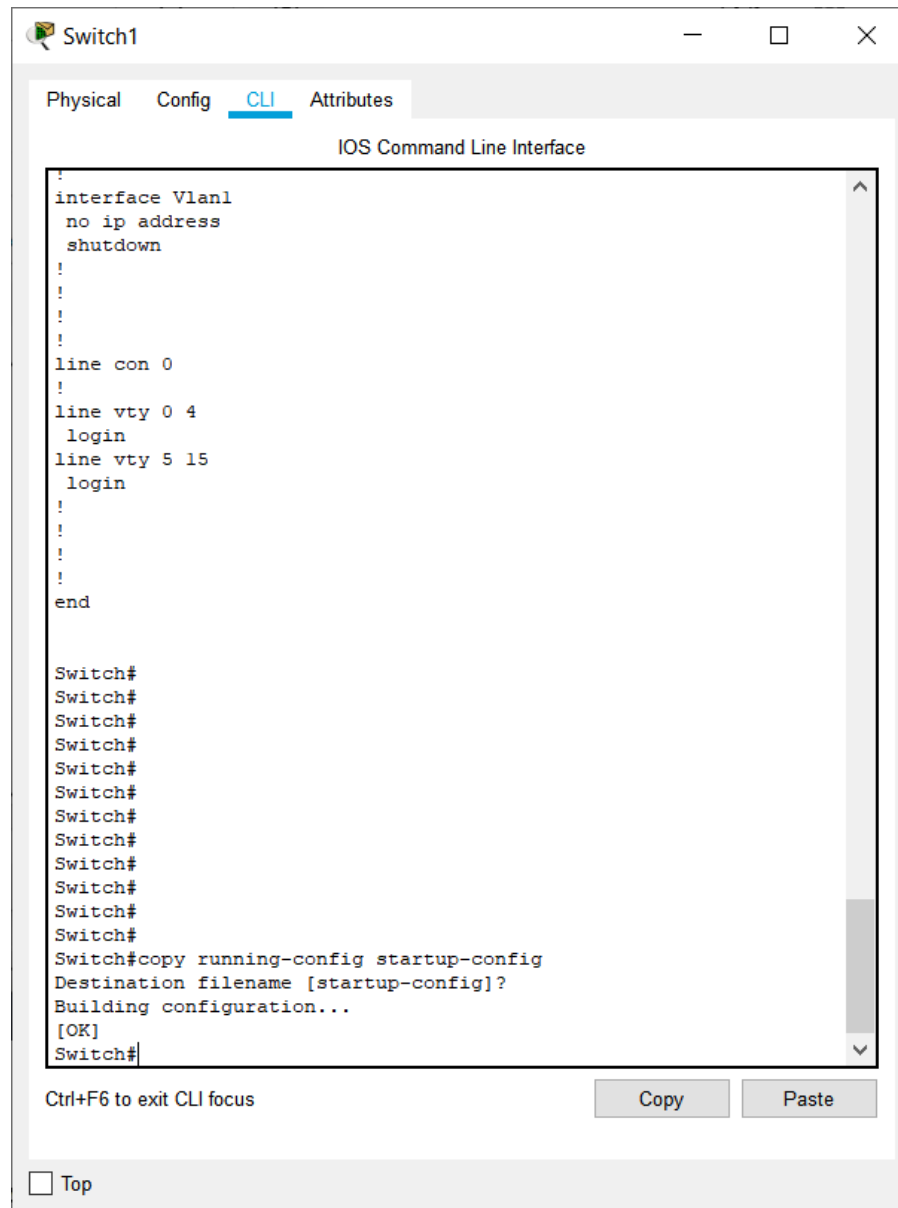 Switch1
Physical Config CLI Attributes
IOS Command Line Interface
!
interface Vlan1
 no ip address
 shutdown
!
!
!
!
line con 0
!
line vty 0 4
 login
line vty 5 15
 login
!
!
!
!
end
Switch#
Switch#
Switch#
Switch#
Switch#
Switch#
Switch#
Switch#
Switch#
Switch#
Switch#
Switch#
Switch#copy running-config startup-config
Destination filename [startup-config]?
Building configuration...
[OK]
Switch#
Ctrl+F6 to exit CLI focus Copy Paste
Top